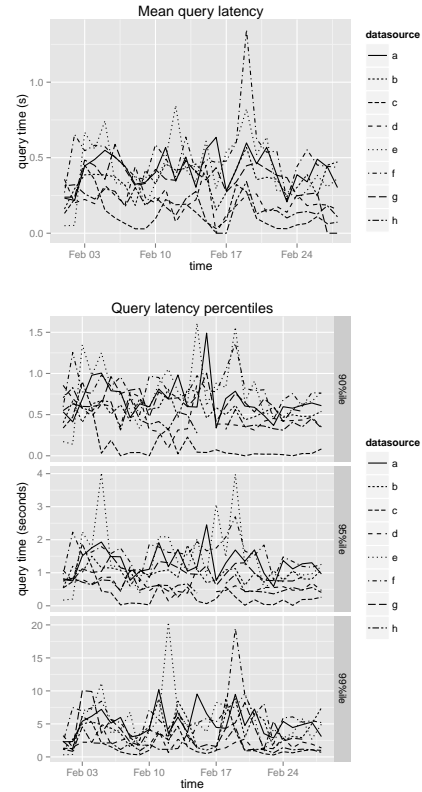 Mean query latency
query time (s)
1.0
0.5
0.0
Feb 03
Feb 10
Feb 17
Feb 24
time
datasource
a
b
c
d
e
f
g
h
Query latency percentiles
query time (seconds)
1.5
1.0
0.5
0.0
90%ile
4
3
2
1
0
95%ile
20
15
10
5
0
99%ile
Feb 03
Feb 10
Feb 17
Feb 24
time
datasource
a
b
c
d
e
f
g
h